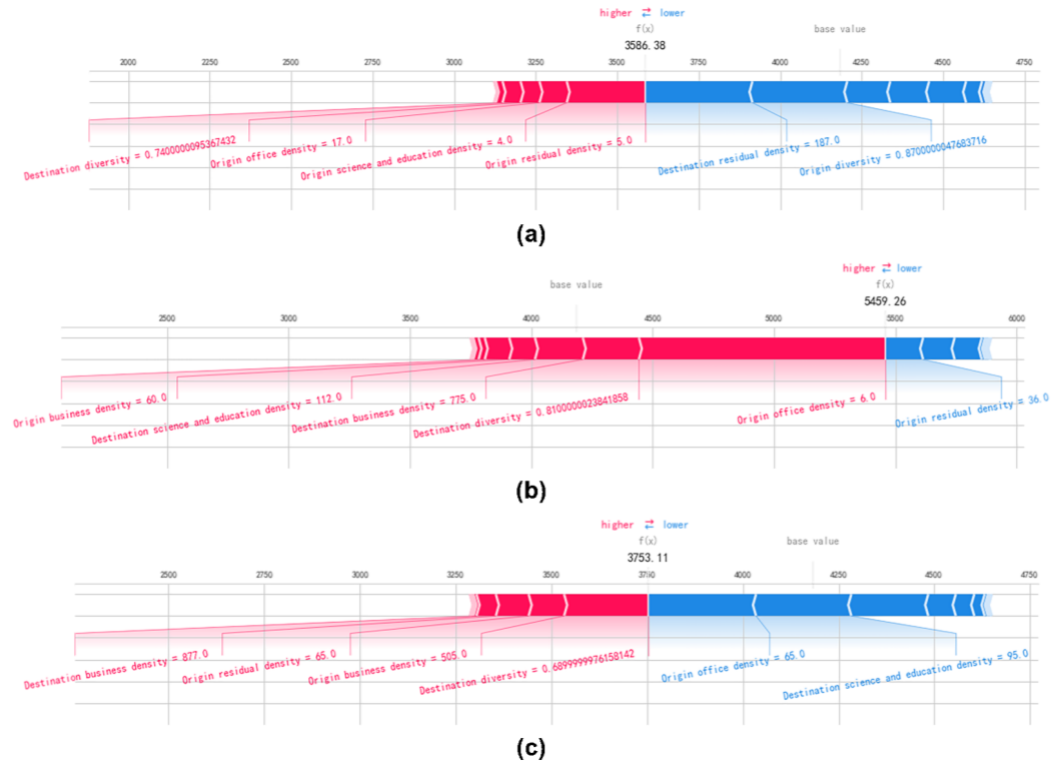 higher ⇄ lower
f(x) base value
3586.38
2000 2250 2500 2750 3000 3250 3500 3750 4000 4250 4500 4750
Destination diversity = 0.7400000095367432
Origin office density = 17.0
Origin science and education density = 4.0
Origin residual density = 5.0
Destination residual density = 187.0
Origin diversity = 0.8700000047683716
(a)
higher ⇄ lower
base value f(x)
5459.26
2500 3000 3500 4000 4500 5000 5500 6000
Origin business density = 60.0
Destination science and education density = 112.0
Destination business density = 775.0
Destination diversity = 0.8100000023841858
Origin office density = 6.0
Origin residual density = 36.0
(b)
higher ⇄ lower
f(x) base value
3753.11
2500 2750 3000 3250 3500 3750 4000 4250 4500 4750
Destination business density = 877.0
Origin residual density = 65.0
Origin business density = 505.0
Destination diversity = 0.6899999976158142
Origin office density = 65.0
Destination science and education density = 95.0
(c)